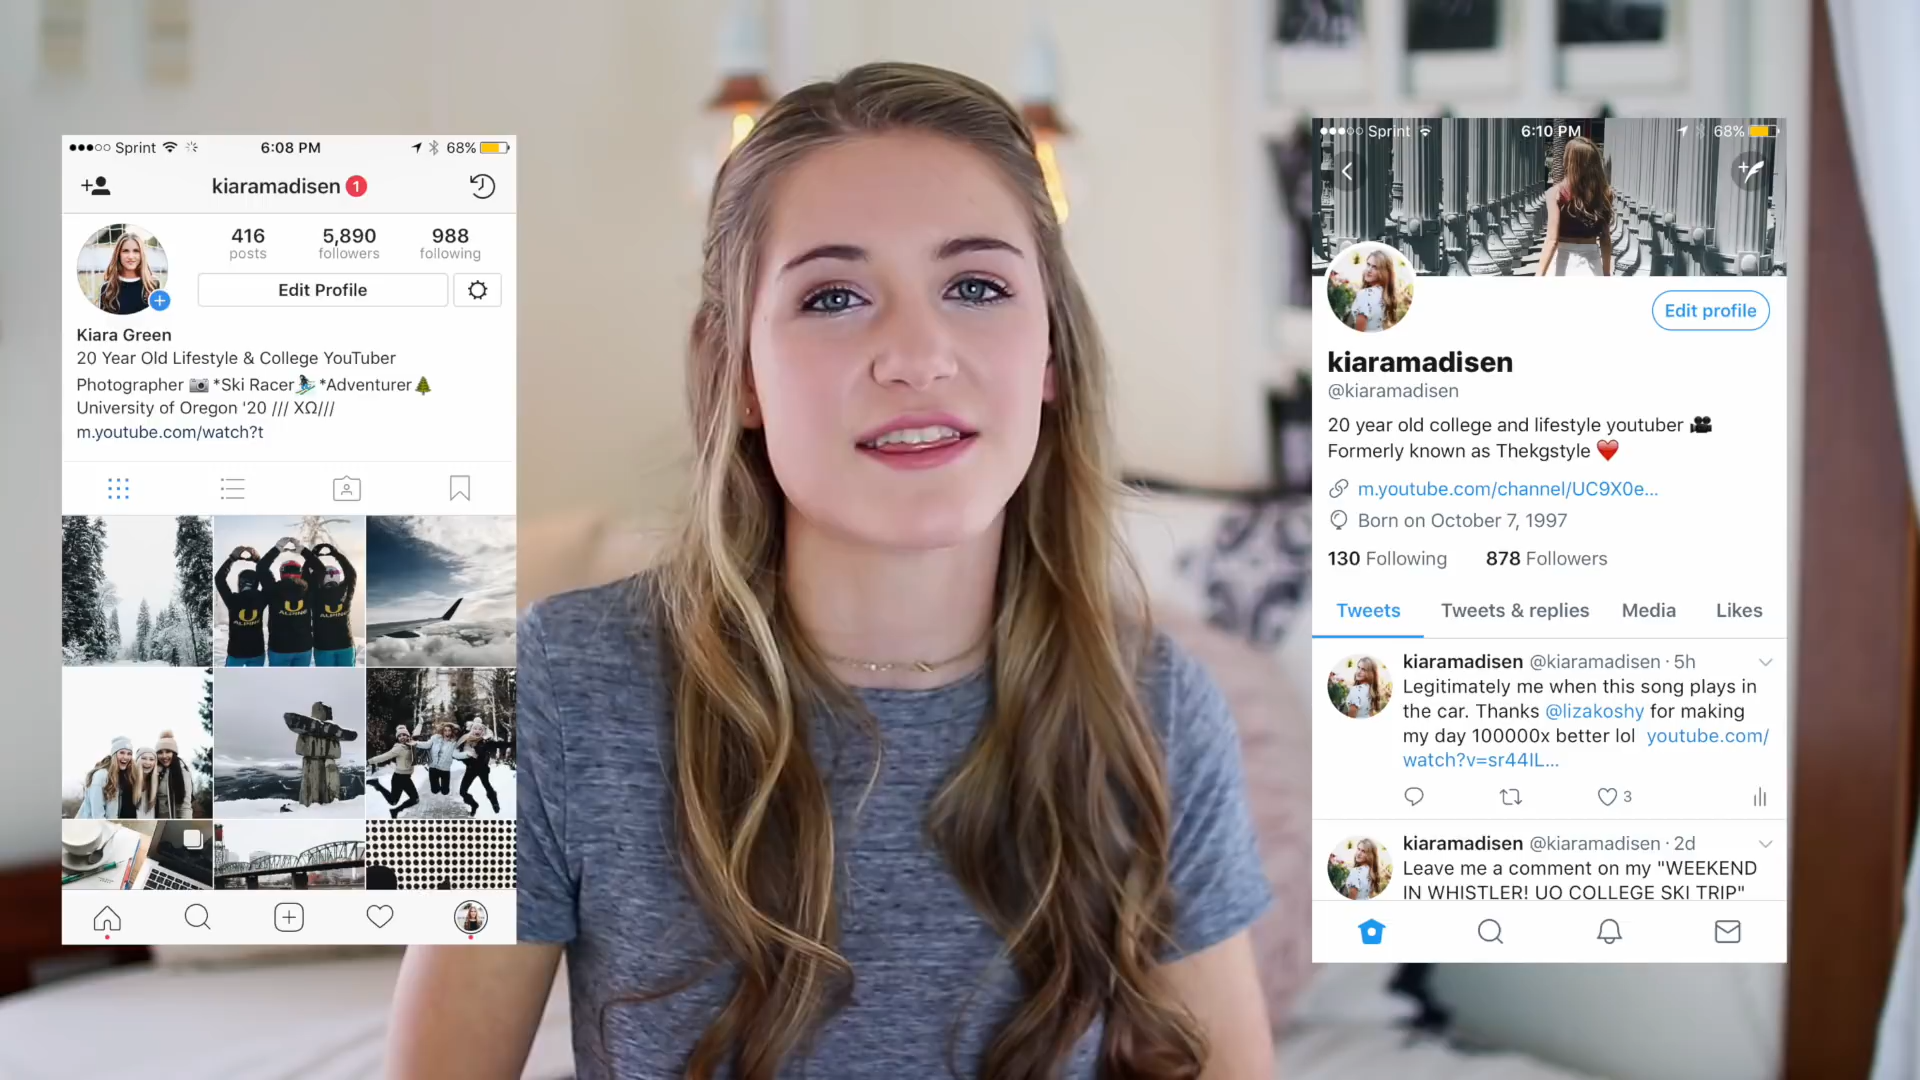 Sprint 6:08 PM 68%
kiaramadisen 1
416 5,890 988
posts followers following
Edit Profile
Kiara Green
20 Year Old Lifestyle & College YouTuber
Photographer 📷 *Ski Racer⛷ *Adventurer🌲
University of Oregon '20 /// ΧΩ///
m.youtube.com/watch?t
U ALPINE U ALPINE U ALPINE
Sprint 6:10 PM 68%
Edit profile
kiaramadisen
@kiaramadisen
20 year old college and lifestyle youtuber 🎥
Formerly known as Thekgstyle ❤️
m.youtube.com/channel/UC9X0e...
Born on October 7, 1997
130 Following 878 Followers
Tweets Tweets & replies Media Likes
kiaramadisen @kiaramadisen · 5h
Legitimately me when this song plays in
the car. Thanks @lizakoshy for making
my day 100000x better lol youtube.com/
watch?v=sr44IL...
3
kiaramadisen @kiaramadisen · 2d
Leave me a comment on my "WEEKEND
IN WHISTLER! UO COLLEGE SKI TRIP"